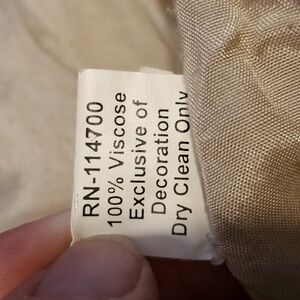 RN-114700
100% Viscose
Exclusive of
Decoration
Dry Clean Only